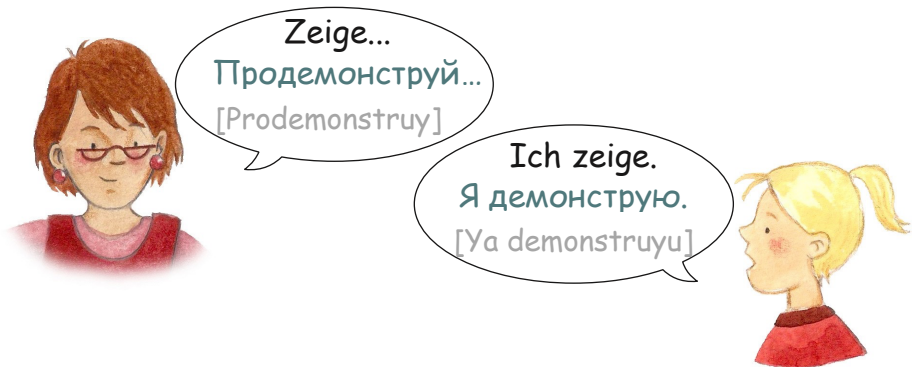 Zeige...
Продемонструй...
[Prodemonstruy]
Ich zeige.
Я демонструю.
[Ya demonstruyu]